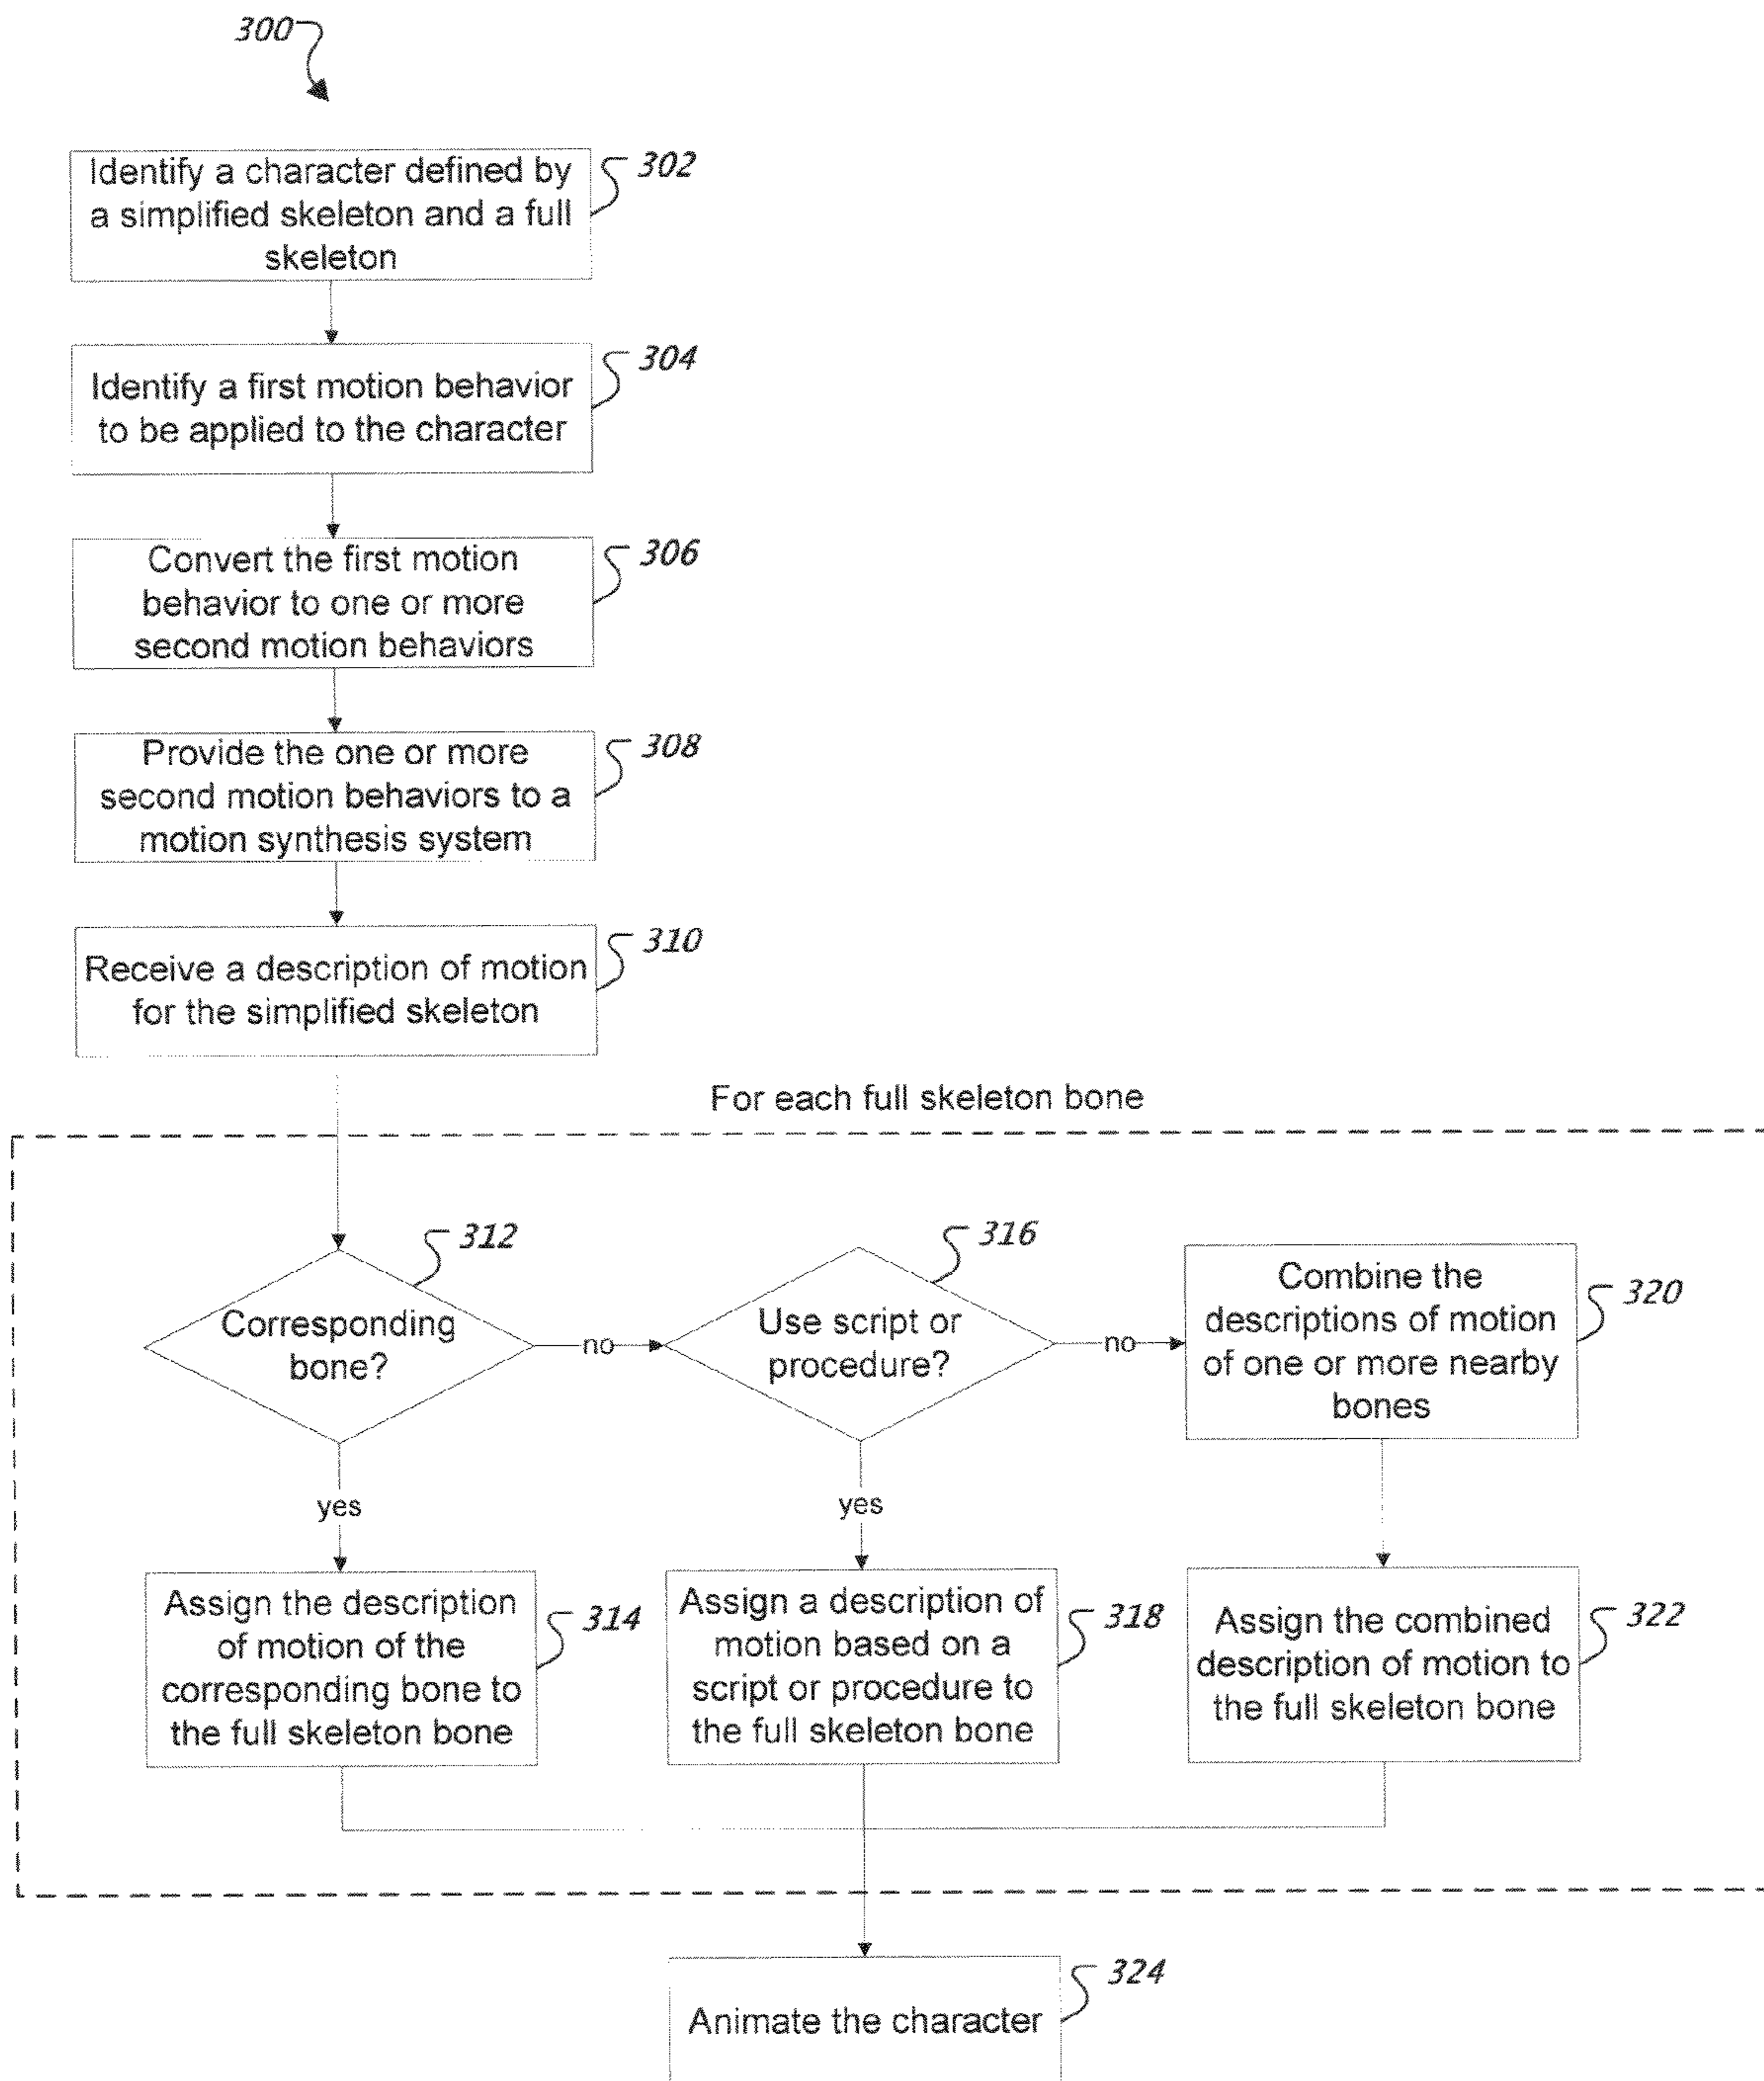 300
Identify a character defined by
a simplified skeleton and a full
skeleton
302
Identify a first motion behavior
to be applied to the character
304
Convert the first motion
behavior to one or more
second motion behaviors
306
Provide the one or more
second motion behaviors to a
motion synthesis system
308
Receive a description of motion
for the simplified skeleton
310
For each full skeleton bone
312
Corresponding
bone?
no
316
Use script or
procedure?
no
Combine the
descriptions of motion
of one or more nearby
bones
320
yes
yes
Assign the description
of motion of the
corresponding bone to
the full skeleton bone
314
Assign a description of
motion based on a
script or procedure to
the full skeleton bone
318
Assign the combined
description of motion to
the full skeleton bone
322
Animate the character
324